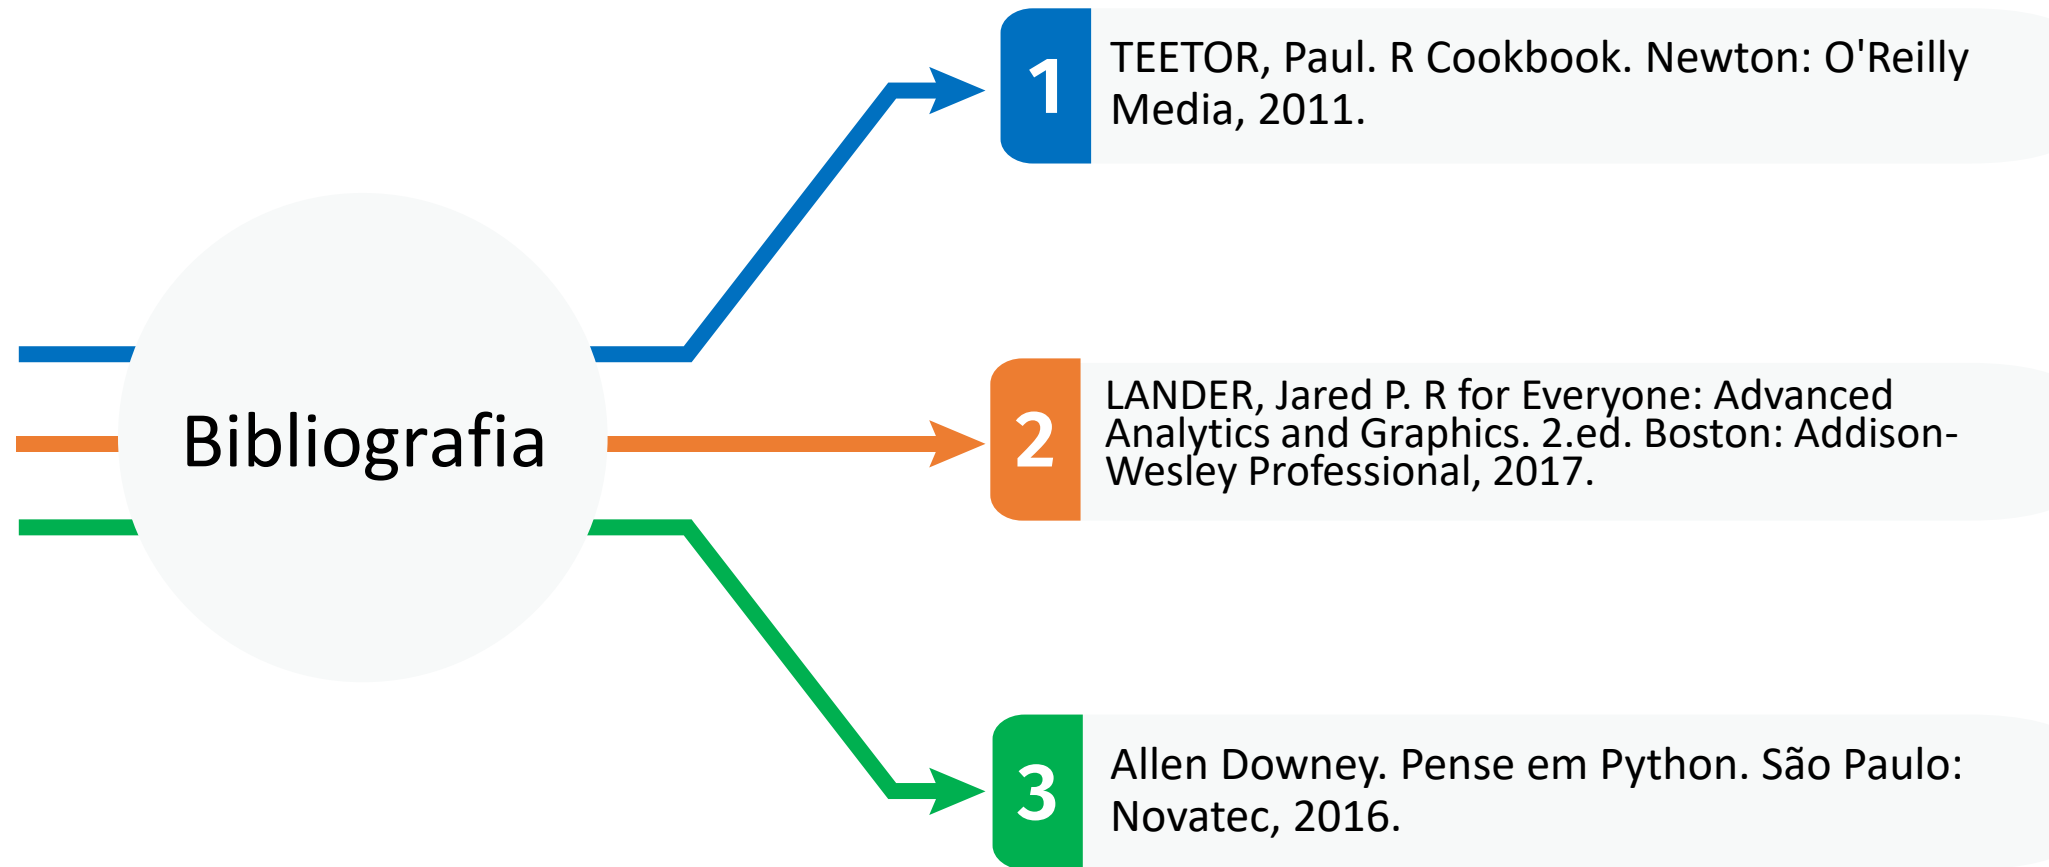 Bibliografia
1
TEETOR, Paul. R Cookbook. Newton: O'Reilly
Media, 2011.
2
LANDER, Jared P. R for Everyone: Advanced
Analytics and Graphics. 2.ed. Boston: Addison-
Wesley Professional, 2017.
3
Allen Downey. Pense em Python. São Paulo:
Novatec, 2016.